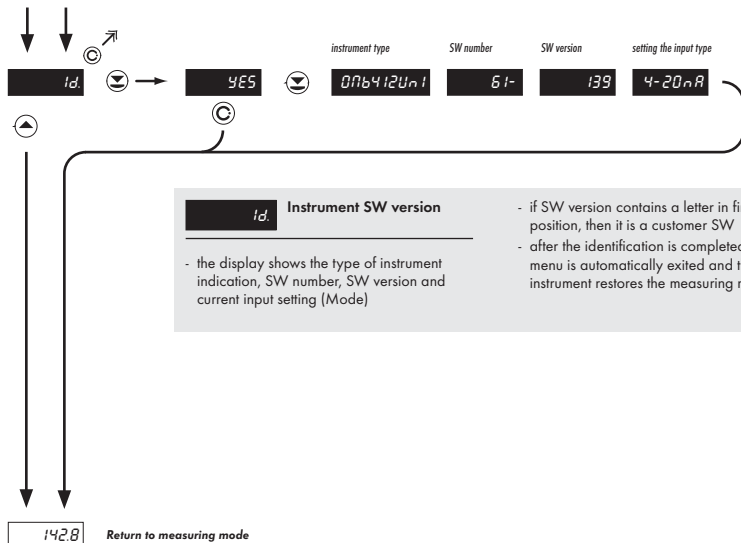 instrument type
SW number
SW version
setting the input type
Id.
YES
OMb412UnI
61-
139
4-20mA
Id.
Instrument SW version
- the display shows the type of instrument
indication, SW number, SW version and
current input setting (Mode)
- if SW version contains a letter in
position, then it is a customer SW
- after the identification is
menu is automatically exited and
instrument restores the measuring
142.8
Return to measuring mode